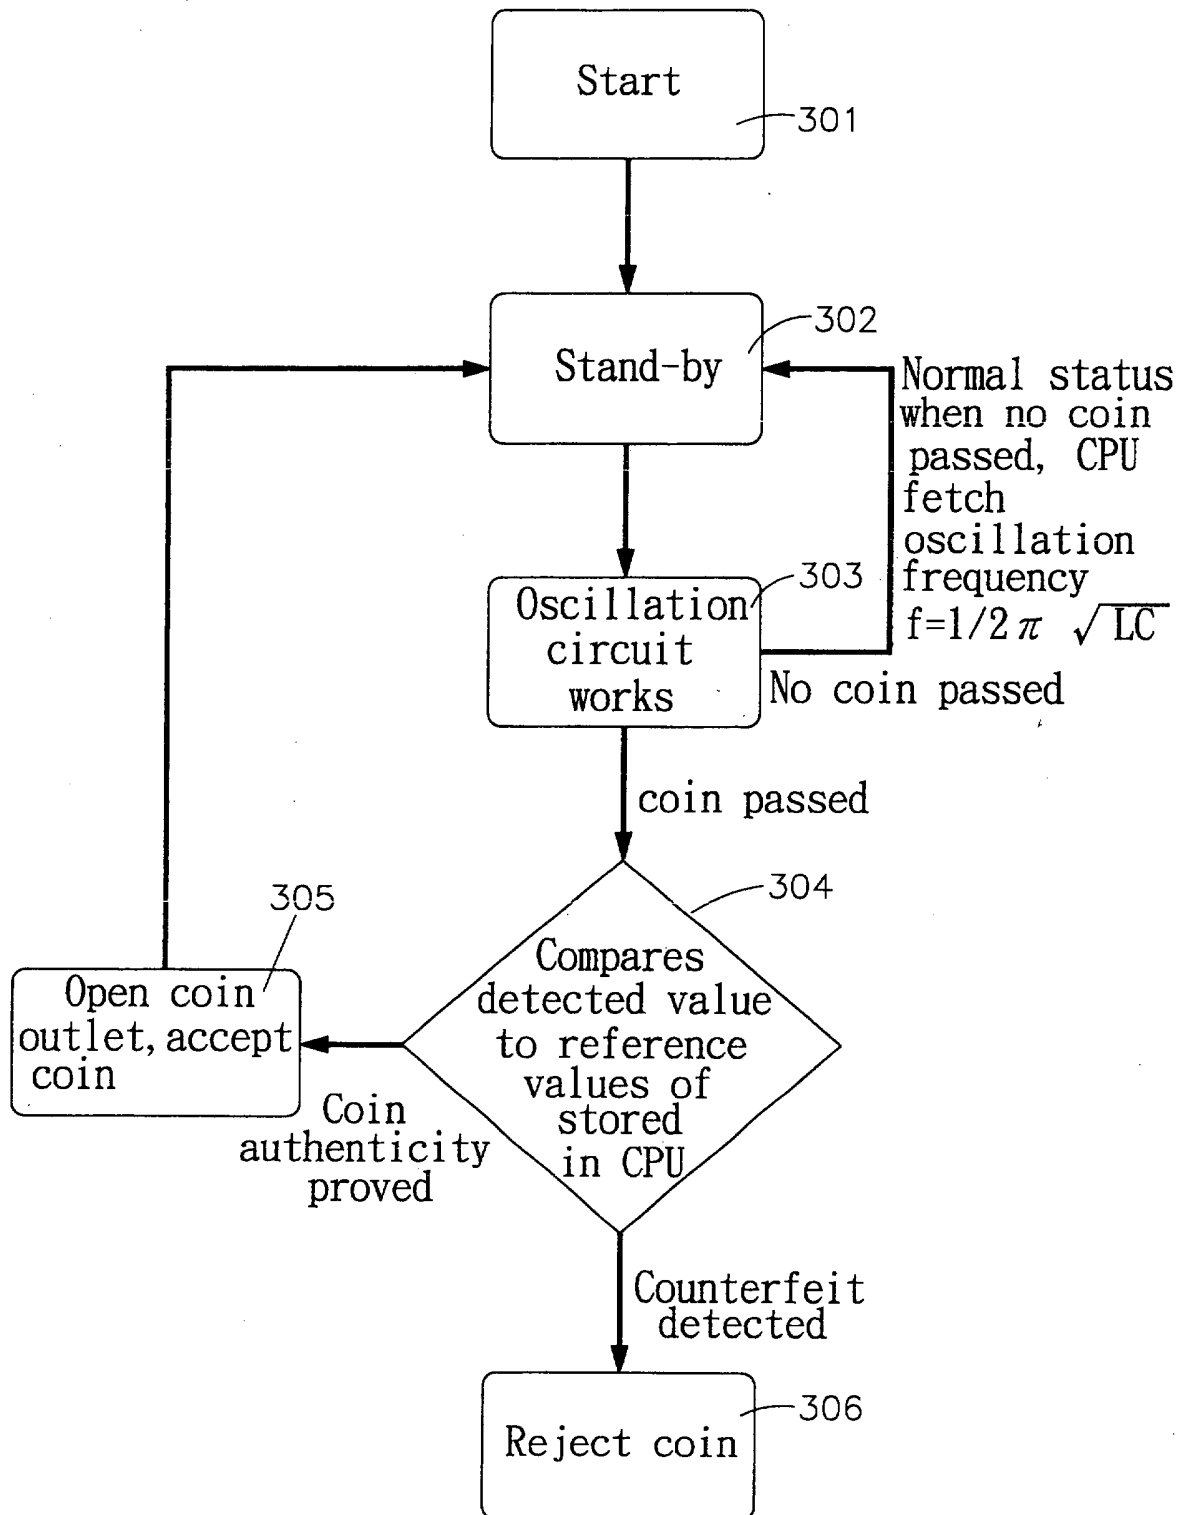 Start
301
302
Stand-by
Normal status
when no coin
passed, CPU
fetch
oscillation
frequency
f=1/2π √LC
303
Oscillation
circuit
works
No coin passed
coin passed
304
305
Compares
detected value
to reference
values of
stored
in CPU
Open coin
outlet, accept
coin
Coin
authenticity
proved
Counterfeit
detected
306
Reject coin